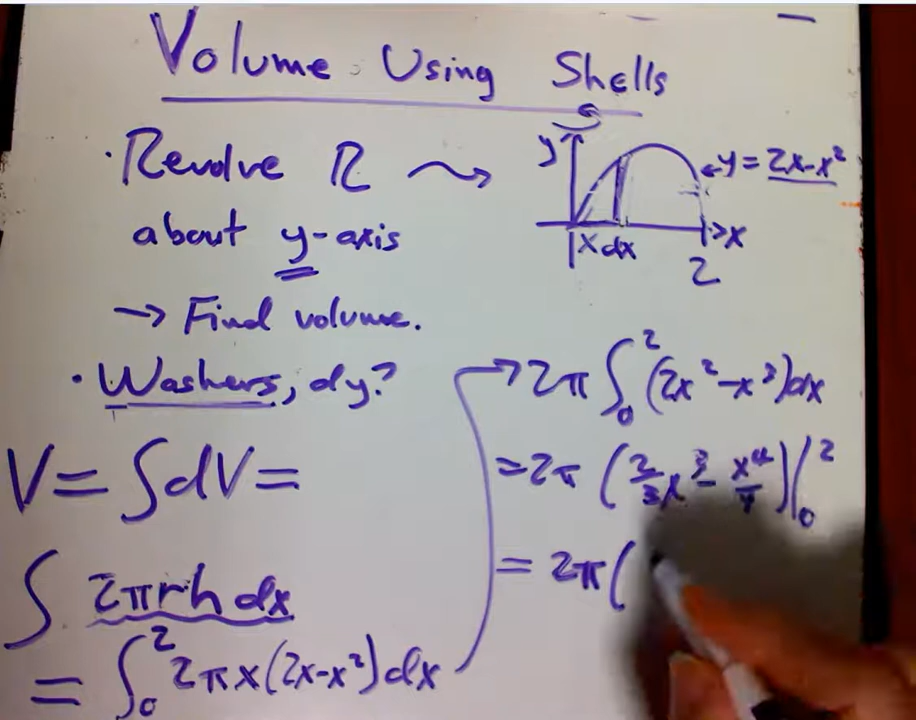 Volume Using Shells
· Revolve R
about y-axis
→ Find volume.
· Washers, dy?
V = ∫dV =
∫ 2πrh dx
= ∫₀² 2πx(2x-x²)dx
y
y = 2x-x²
x dx
x
2
2π ∫₀² (2x²-x³)dx
= 2π (2/3 x³ - x⁴/4)|₀²
= 2π(